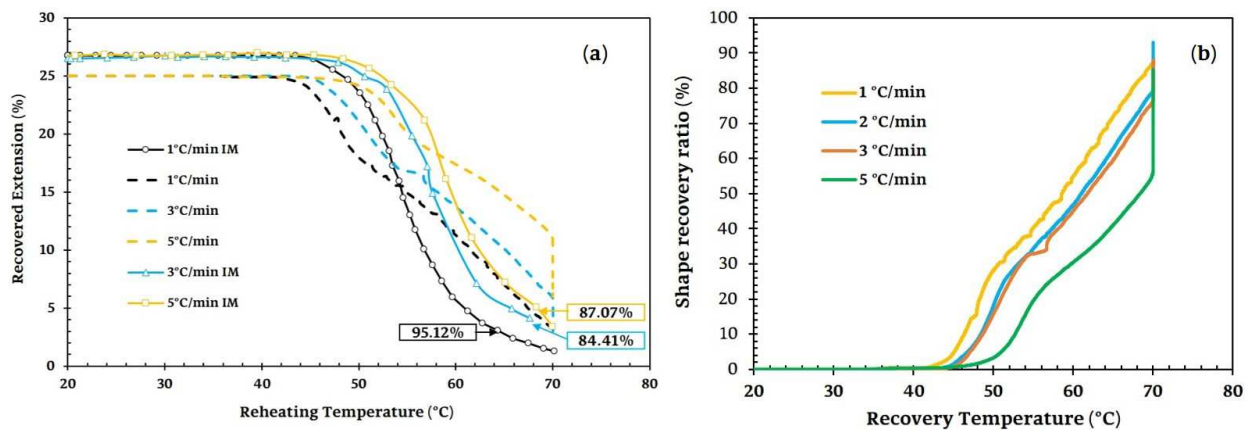 Recovered Extension (%)
30
25
20
15
10
5
0
(a)
1°C/min IM
1°C/min
3°C/min
5°C/min
3°C/min IM
5°C/min IM
95.12%
87.07%
84.41%
20 30 40 50 60 70 80
Reheating Temperature (°C)
Shape recovery ratio (%)
100
90
80
70
60
50
40
30
20
10
0
(b)
1 °C/min
2 °C/min
3 °C/min
5 °C/min
20 30 40 50 60 70 80
Recovery Temperature (°C)